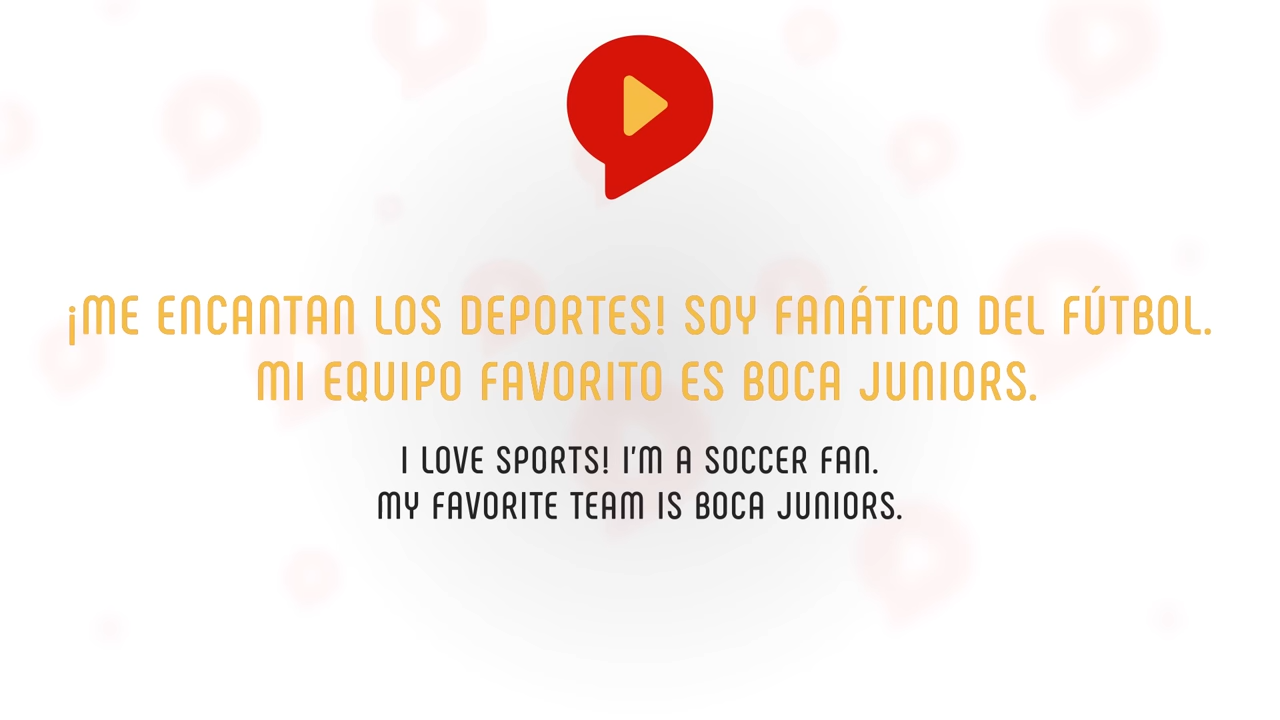 ¡ME ENCANTAN LOS DEPORTES! SOY FANÁTICO DEL FÚTBOL.
MI EQUIPO FAVORITO ES BOCA JUNIORS.
I LOVE SPORTS! I'M A SOCCER FAN.
MY FAVORITE TEAM IS BOCA JUNIORS.